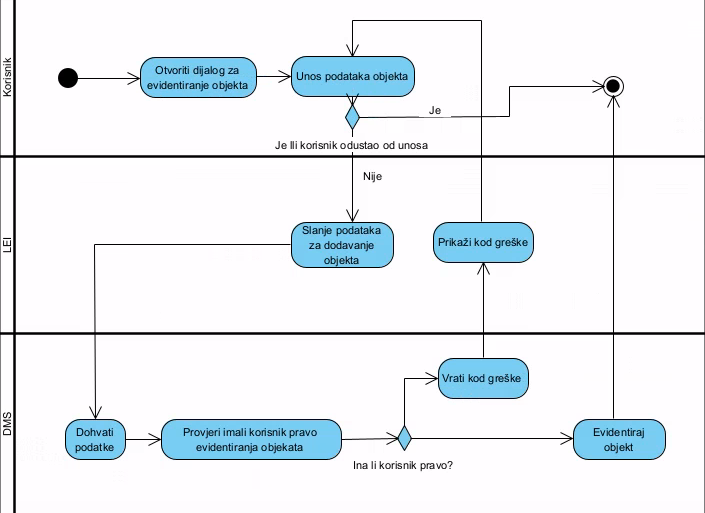 Korisnik
Otvoriti dijalog za
evidentiranje objekta
Unos podataka objekta
Je
Je lli korisnik odustao od unosa
Nije
LEI
Slanje podataka
za dodavanje
objekta
Prikaži kod greške
DMS
Vrati kod greške
Dohvati
podatke
Provjeri imali korisnik pravo
evidentiranja objekata
Ina li korisnik pravo?
Evidentiraj
objekt